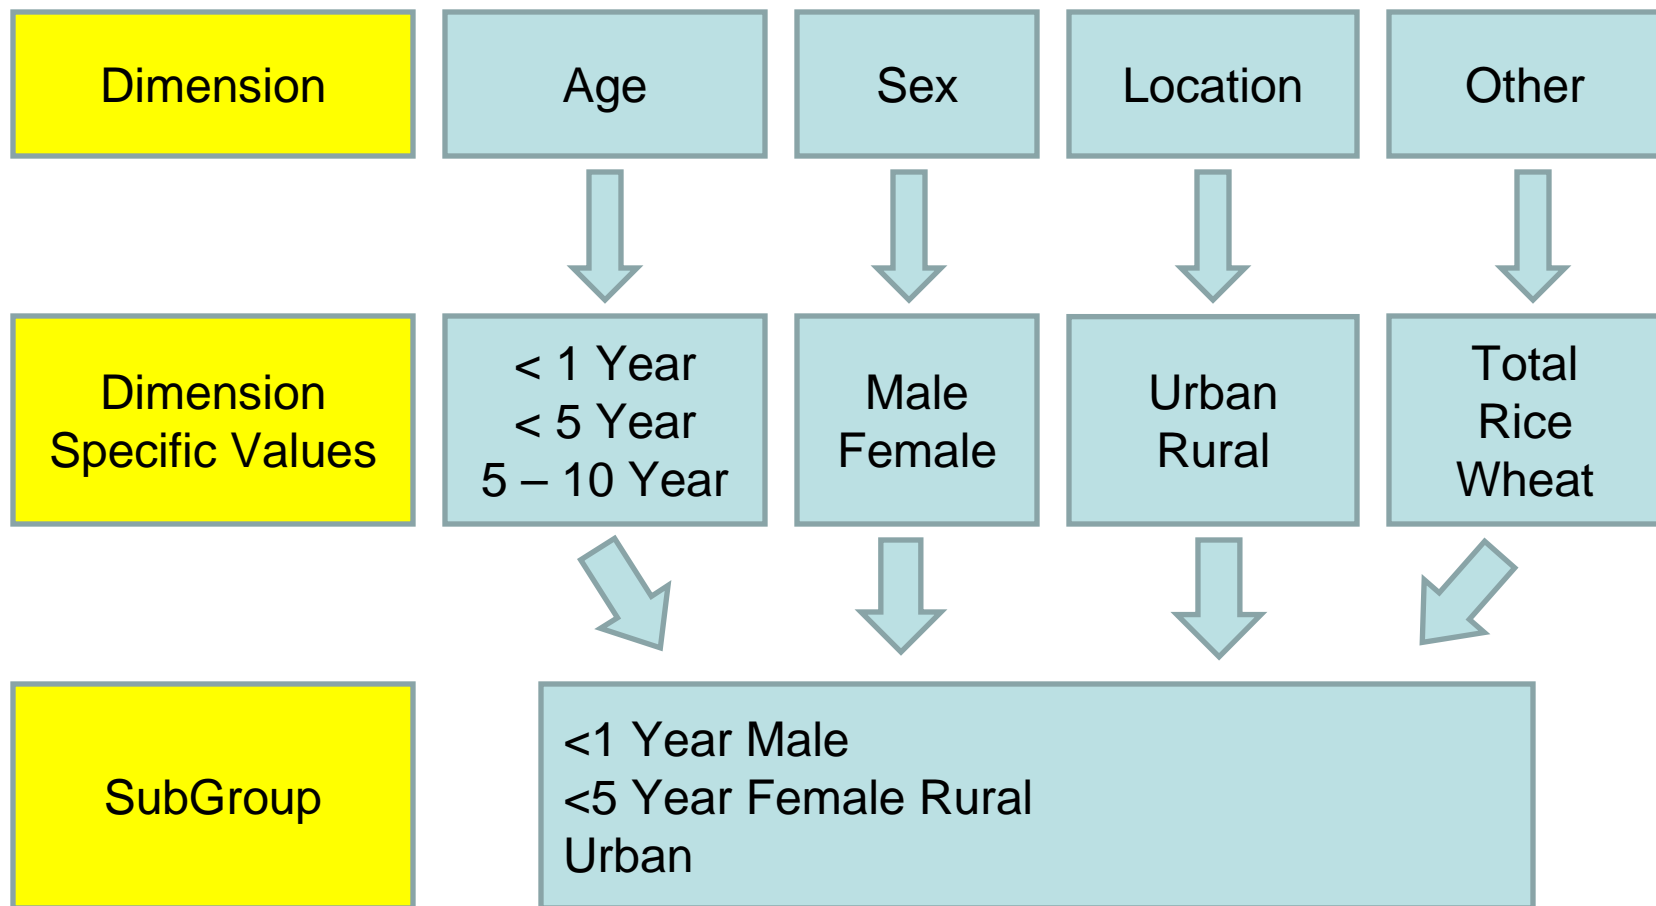 Dimension
Age
Sex
Location
Other
Dimension
Specific Values
< 1 Year
< 5 Year
5 – 10 Year
Male
Female
Urban
Rural
Total
Rice
Wheat
SubGroup
<1 Year Male
<5 Year Female Rural
Urban